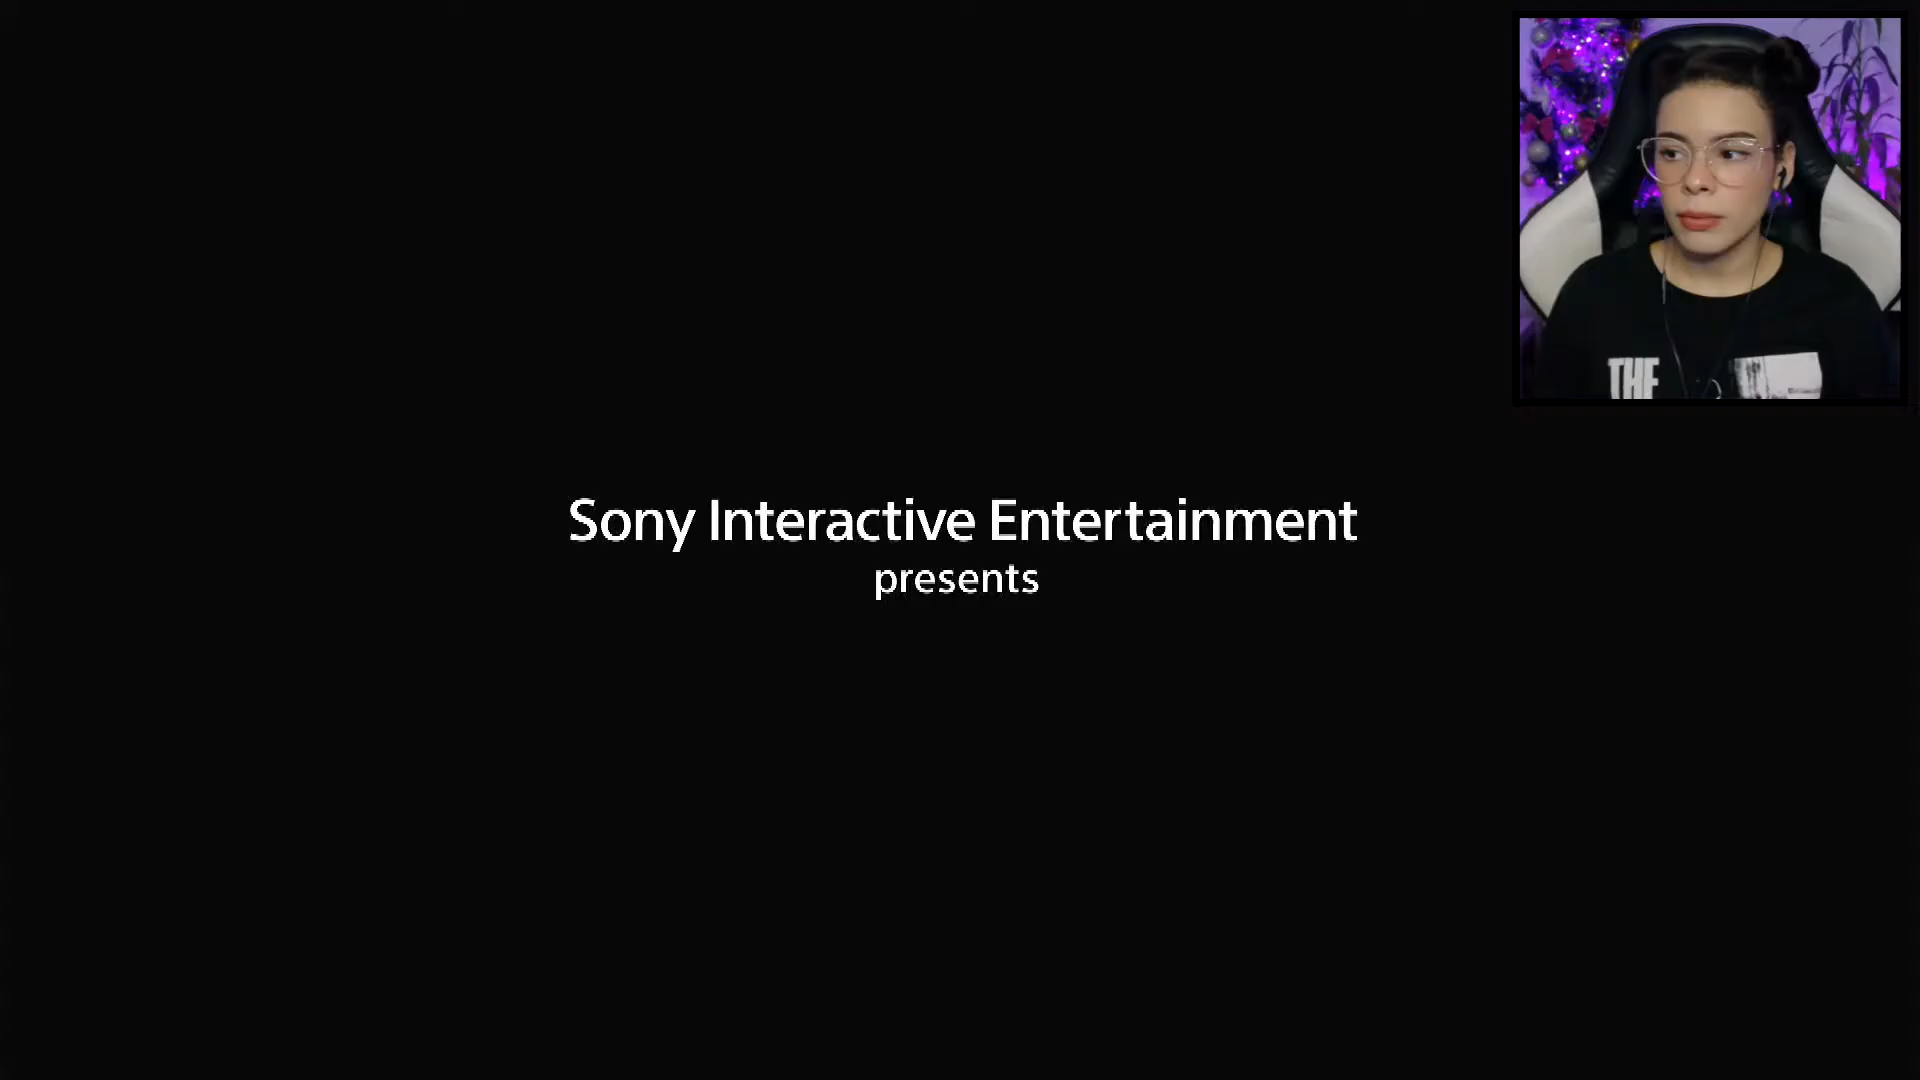 Sony Interactive Entertainment
presents
THE